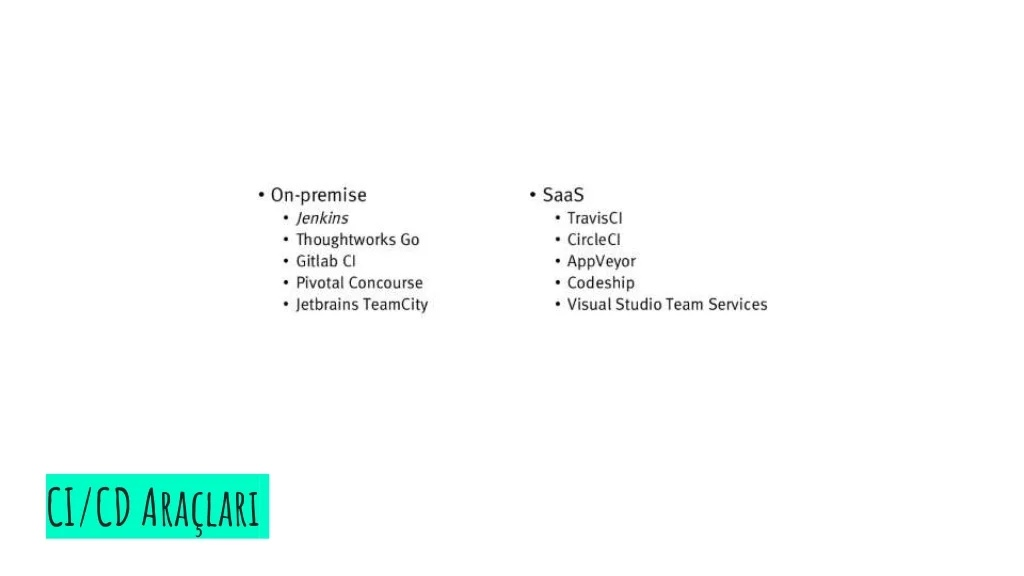 • On-premise
• Jenkins
• Thoughtworks Go
• Gitlab CI
• Pivotal Concourse
• Jetbrains TeamCity
• SaaS
• TravisCI
• CircleCI
• AppVeyor
• Codeship
• Visual Studio Team Services
CI/CD Araçları